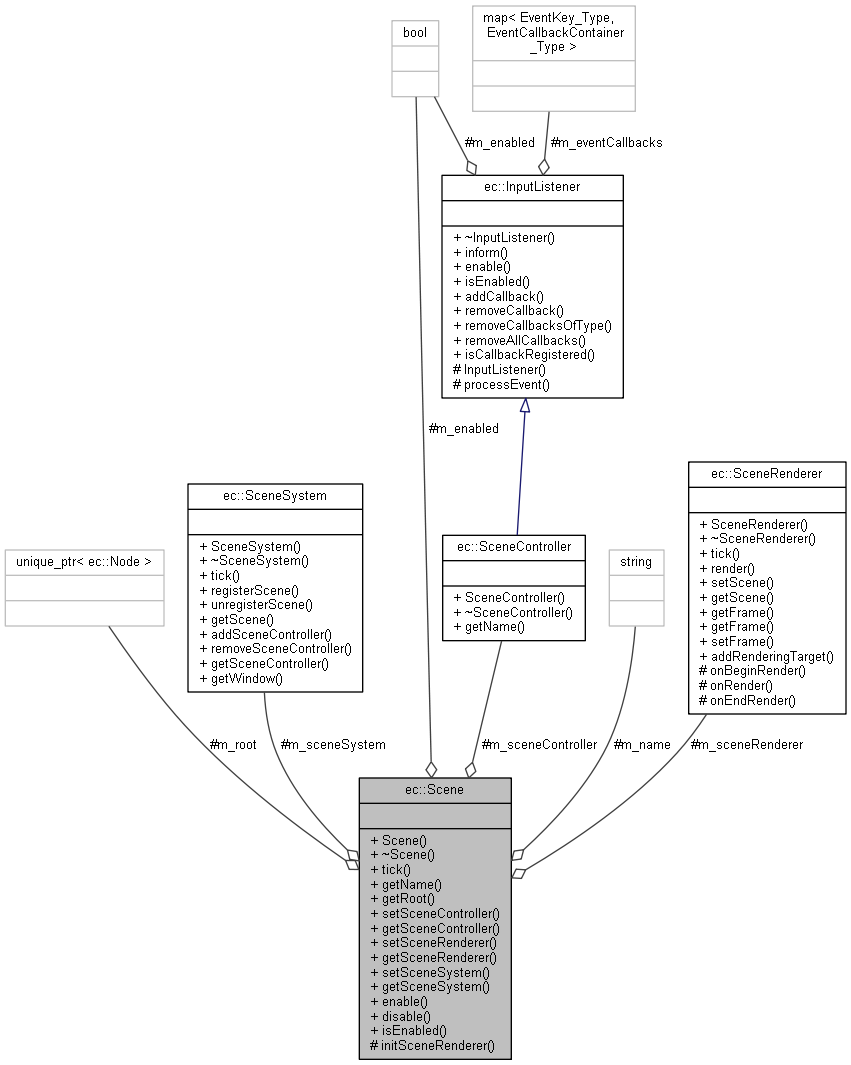 bool
map< EventKey_Type,
EventCallbackContainer
_Type >
#m_enabled
#m_eventCallbacks
ec::InputListener
+ ~InputListener()
+ inform()
+ enable()
+ isEnabled()
+ addCallback()
+ removeCallback()
+ removeCallbacksOfType()
+ removeAllCallbacks()
+ isCallbackRegistered()
# InputListener()
# processEvent()
#m_enabled
ec::SceneSystem
+ SceneSystem()
+ ~SceneSystem()
+ tick()
+ registerScene()
+ unregisterScene()
+ getScene()
+ addSceneController()
+ removeSceneController()
+ getSceneController()
+ getWindow()
unique_ptr< ec::Node >
ec::SceneController
+ SceneController()
+ ~SceneController()
+ getName()
string
ec::SceneRenderer
+ SceneRenderer()
+ ~SceneRenderer()
+ tick()
+ render()
+ setScene()
+ getScene()
+ getFrame()
+ getFrame()
+ setFrame()
+ addRenderingTarget()
# onBeginRender()
# onRender()
# onEndRender()
#m_root
#m_sceneSystem
#m_sceneController
#m_name
#m_sceneRenderer
ec::Scene
+ Scene()
+ ~Scene()
+ tick()
+ getName()
+ getRoot()
+ setSceneController()
+ getSceneController()
+ setSceneRenderer()
+ getSceneRenderer()
+ setSceneSystem()
+ getSceneSystem()
+ enable()
+ disable()
+ isEnabled()
# initSceneRenderer()